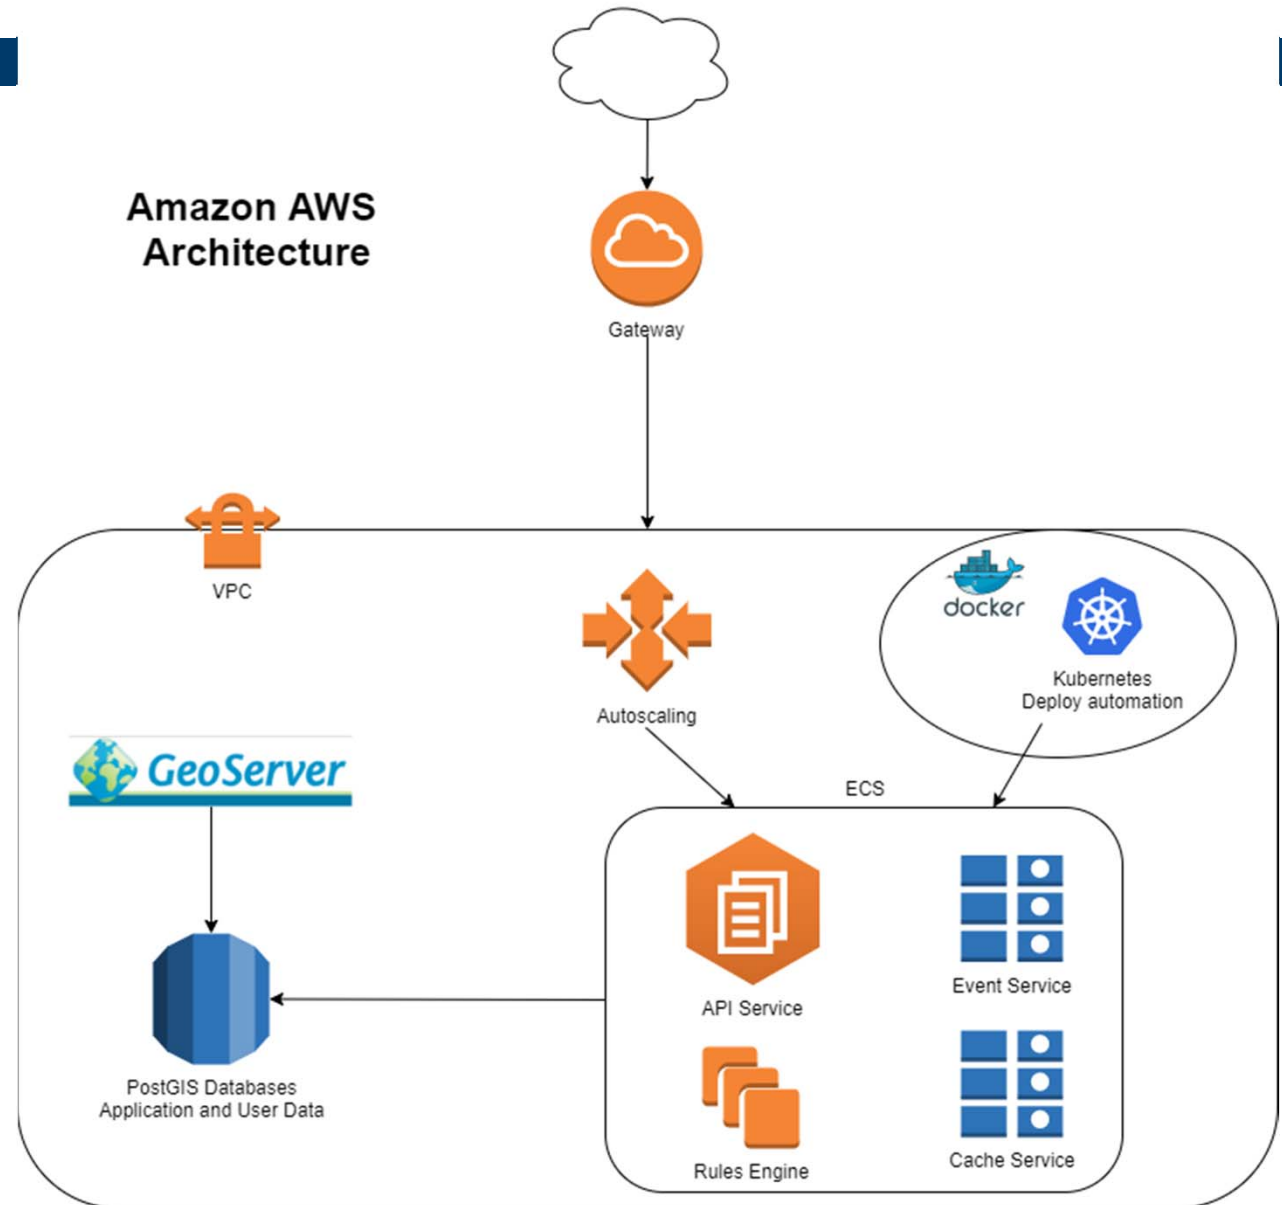 Amazon AWS
Architecture
Gateway
VPC
docker
Kubernetes
Deploy automation
Autoscaling
GeoServer
ECS
API Service
Event Service
PostGIS Databases
Application and User Data
Rules Engine
Cache Service